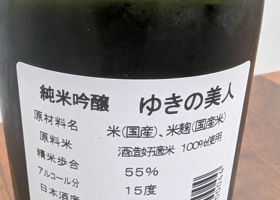 純米吟醸 ゆきの美人
原材料名 米(国産)、米麹(国産米)
原料米 酒造好適米 100%使用
精米歩合 55%
アルコール分 15度
日本酒度